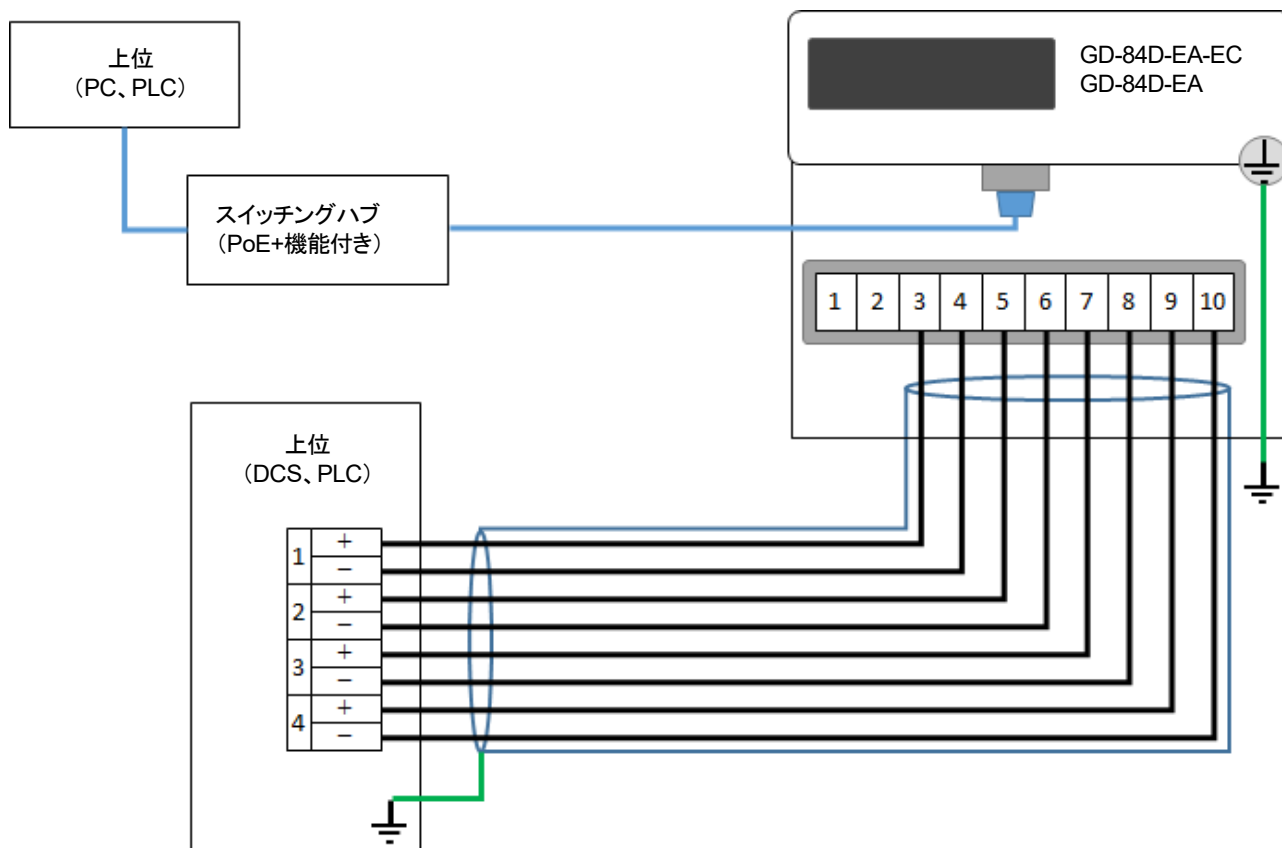 上位
（PC、PLC）
GD-84D-EA-EC
GD-84D-EA
スイッチングハブ
（PoE+機能付き）
1 2 3 4 5 6 7 8 9 10
上位
（DCS、PLC）
1 +
−
2 +
−
3 +
−
4 +
−